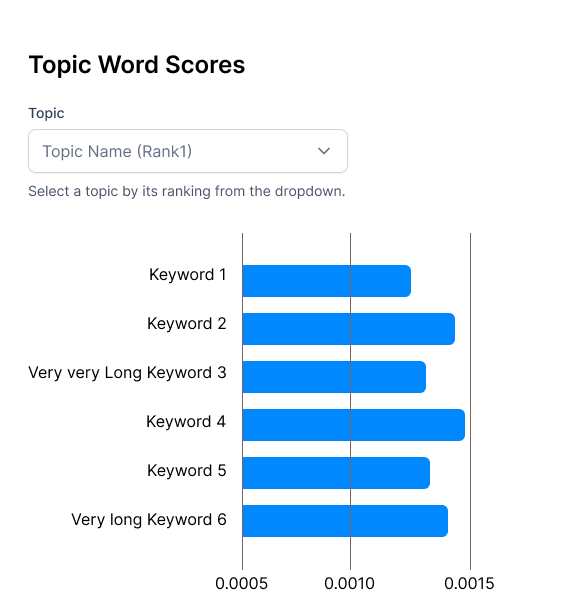 Topic Word Scores
Topic
Topic Name (Rank1)
Select a topic by its ranking from the dropdown.
Keyword 1
Keyword 2
Very very Long Keyword 3
Keyword 4
Keyword 5
Very long Keyword 6
0.0005 0.0010 0.0015